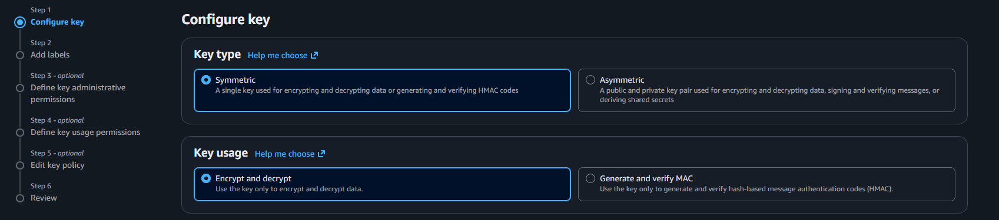 Step 1
Configure key
Step 2
Add labels
Step 3 - optional
Define key administrative
permissions
Step 4 - optional
Define key usage permissions
Step 5 - optional
Edit key policy
Step 6
Review
Configure key
Key type Help me choose
Symmetric
A single key used for encrypting and decrypting data or generating and verifying HMAC codes
Asymmetric
A public and private key pair used for encrypting and decrypting data, signing and verifying messages, or
deriving shared secrets
Key usage Help me choose
Encrypt and decrypt
Use the key only to encrypt and decrypt data.
Generate and verify MAC
Use the key only to generate and verify hash-based message authentication codes (HMAC).